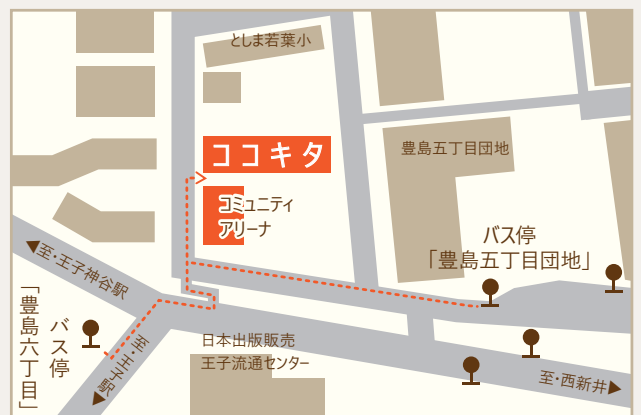 としま若葉小
ココキタ
コミュニティ
アリーナ
豊島五丁目団地
バス停
「豊島五丁目団地」
◀至・王子神谷駅
「豊島六丁目」
バス停
至・王子駅▶
日本出版販売
王子流通センター
至・西新井▶